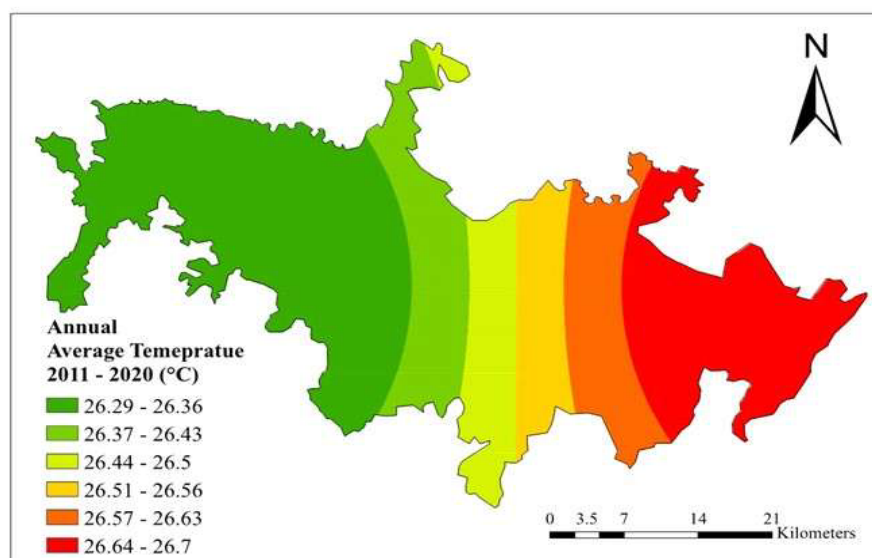 N
Annual
Average Temepratue
2011 - 2020 (°C)
26.29 - 26.36
26.37 - 26.43
26.44 - 26.5
26.51 - 26.56
26.57 - 26.63
26.64 - 26.7
0 3.5 7 14 21
Kilometers